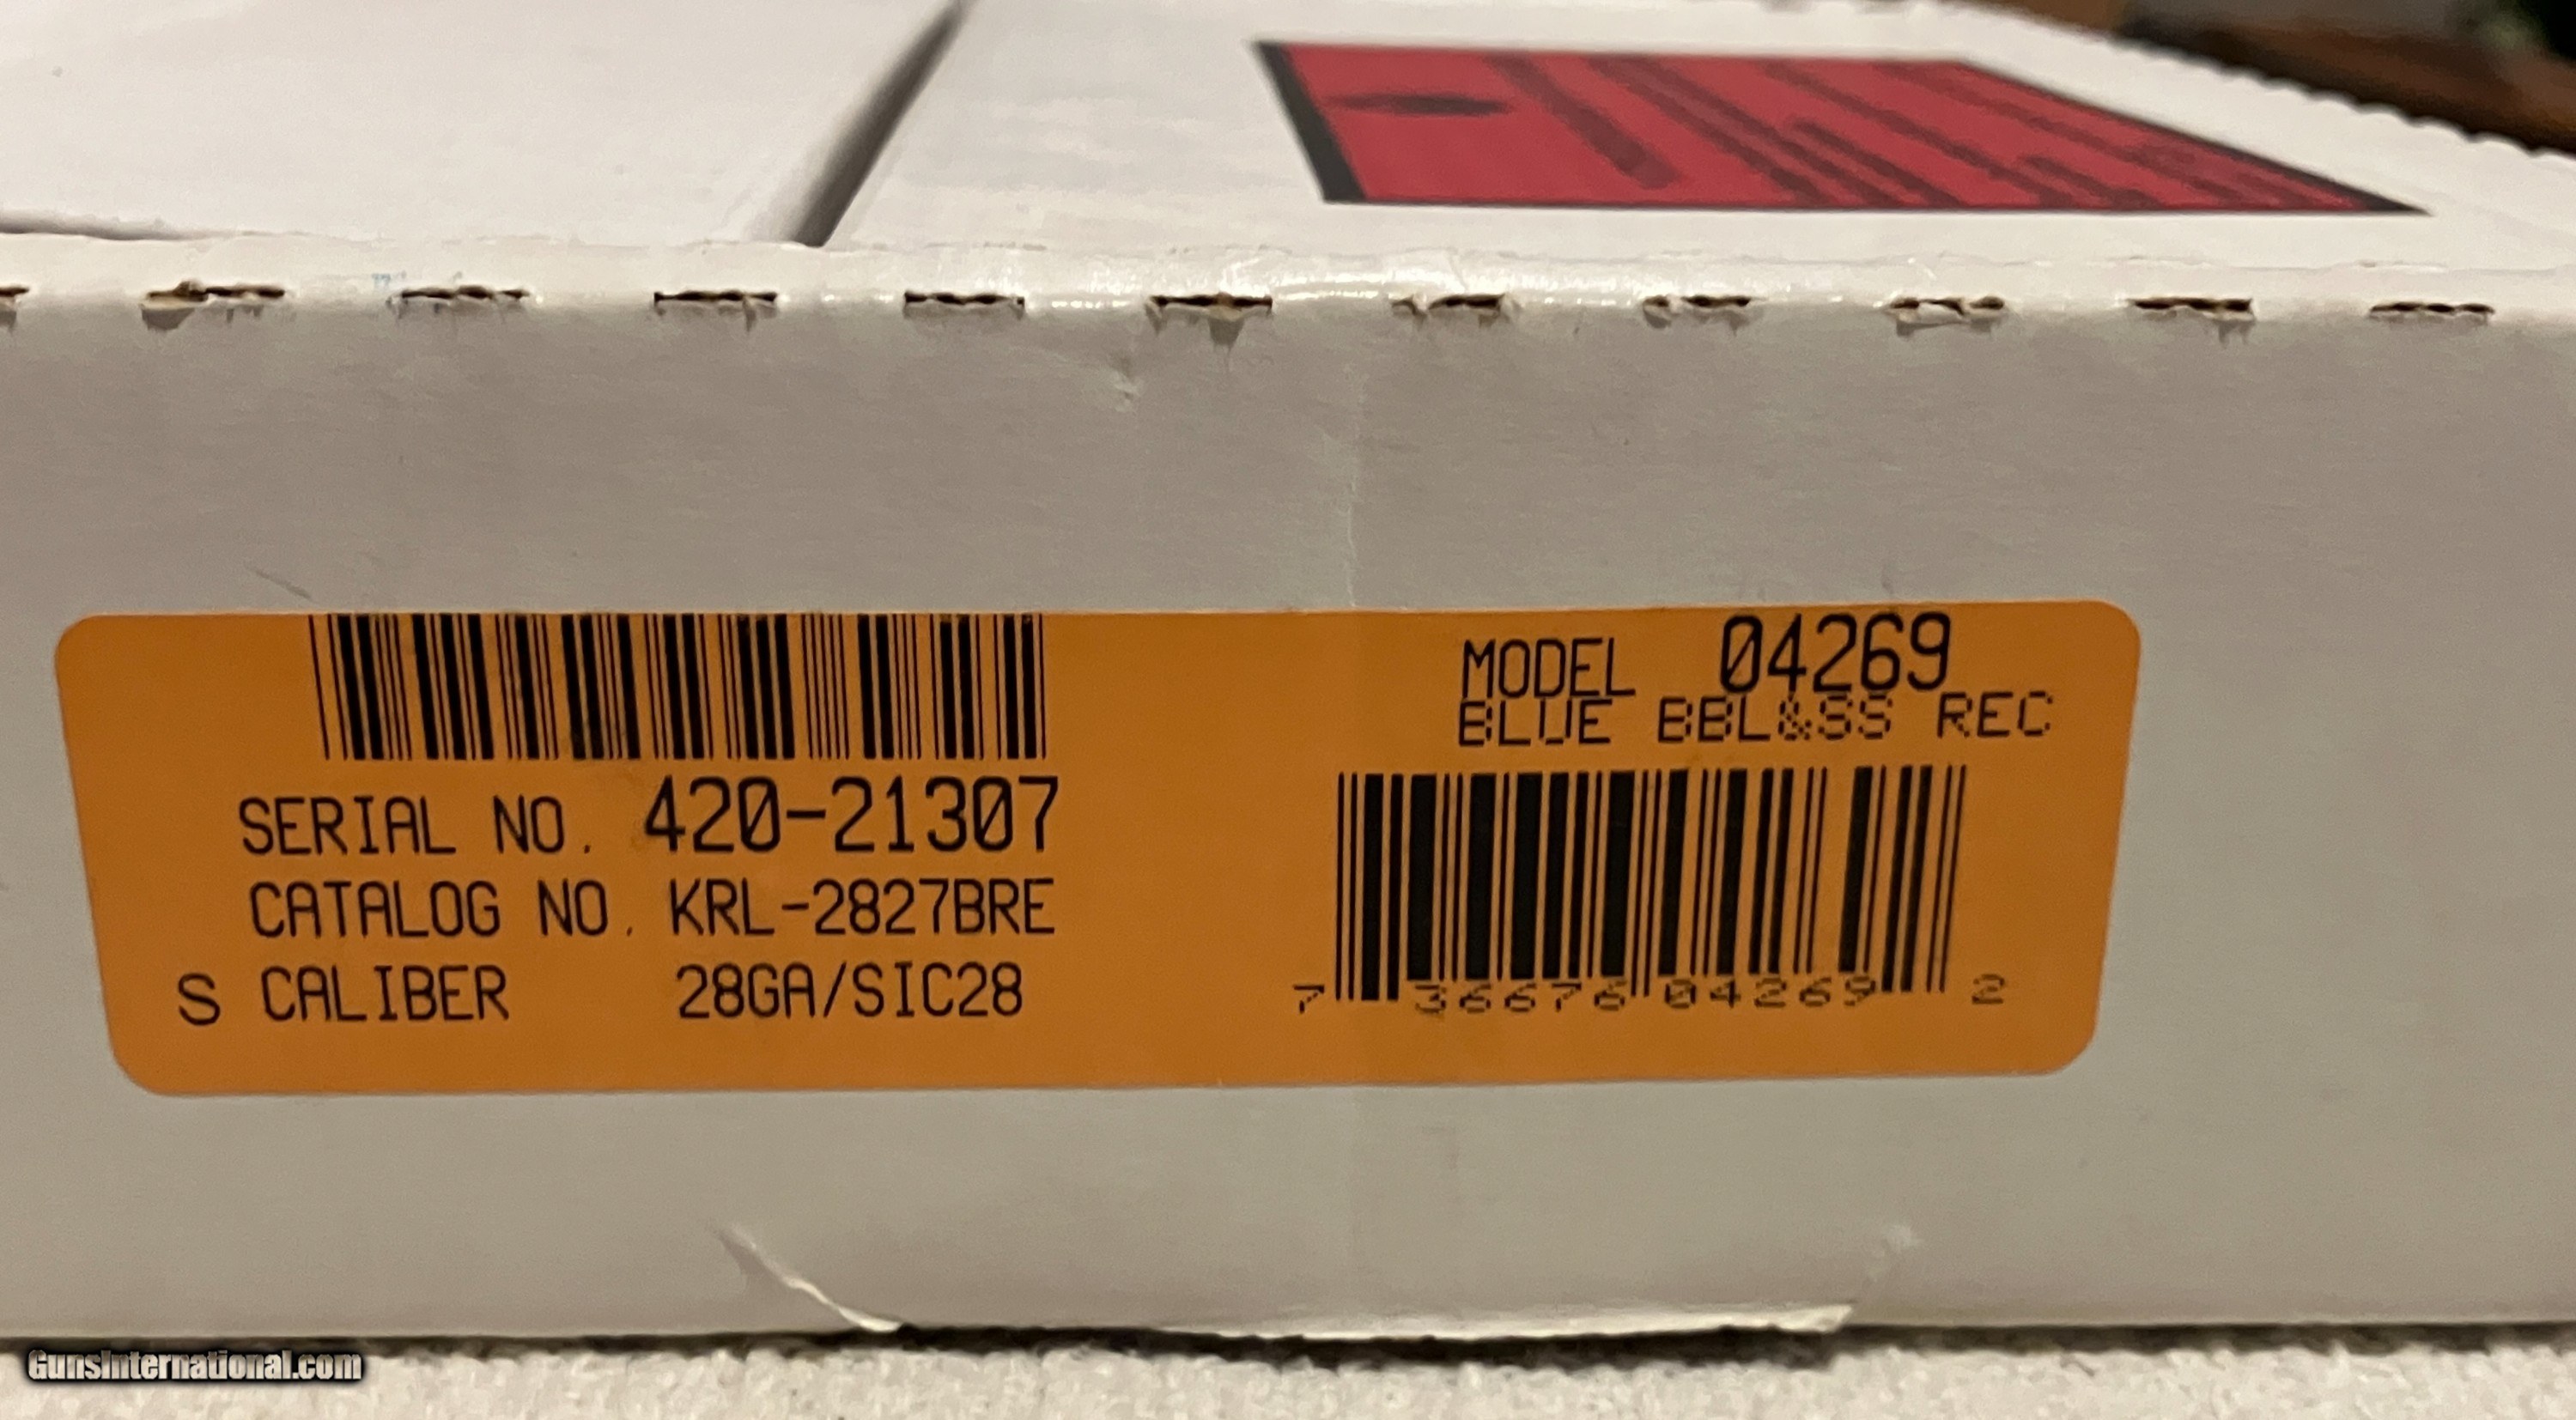 MODEL 04269
BLUE BBL&SS REC
SERIAL NO. 420-21307
CATALOG NO. KRL-2827BRE
S CALIBER 28GA/SIC28
7 36676 04269 2
GunsInternational.com